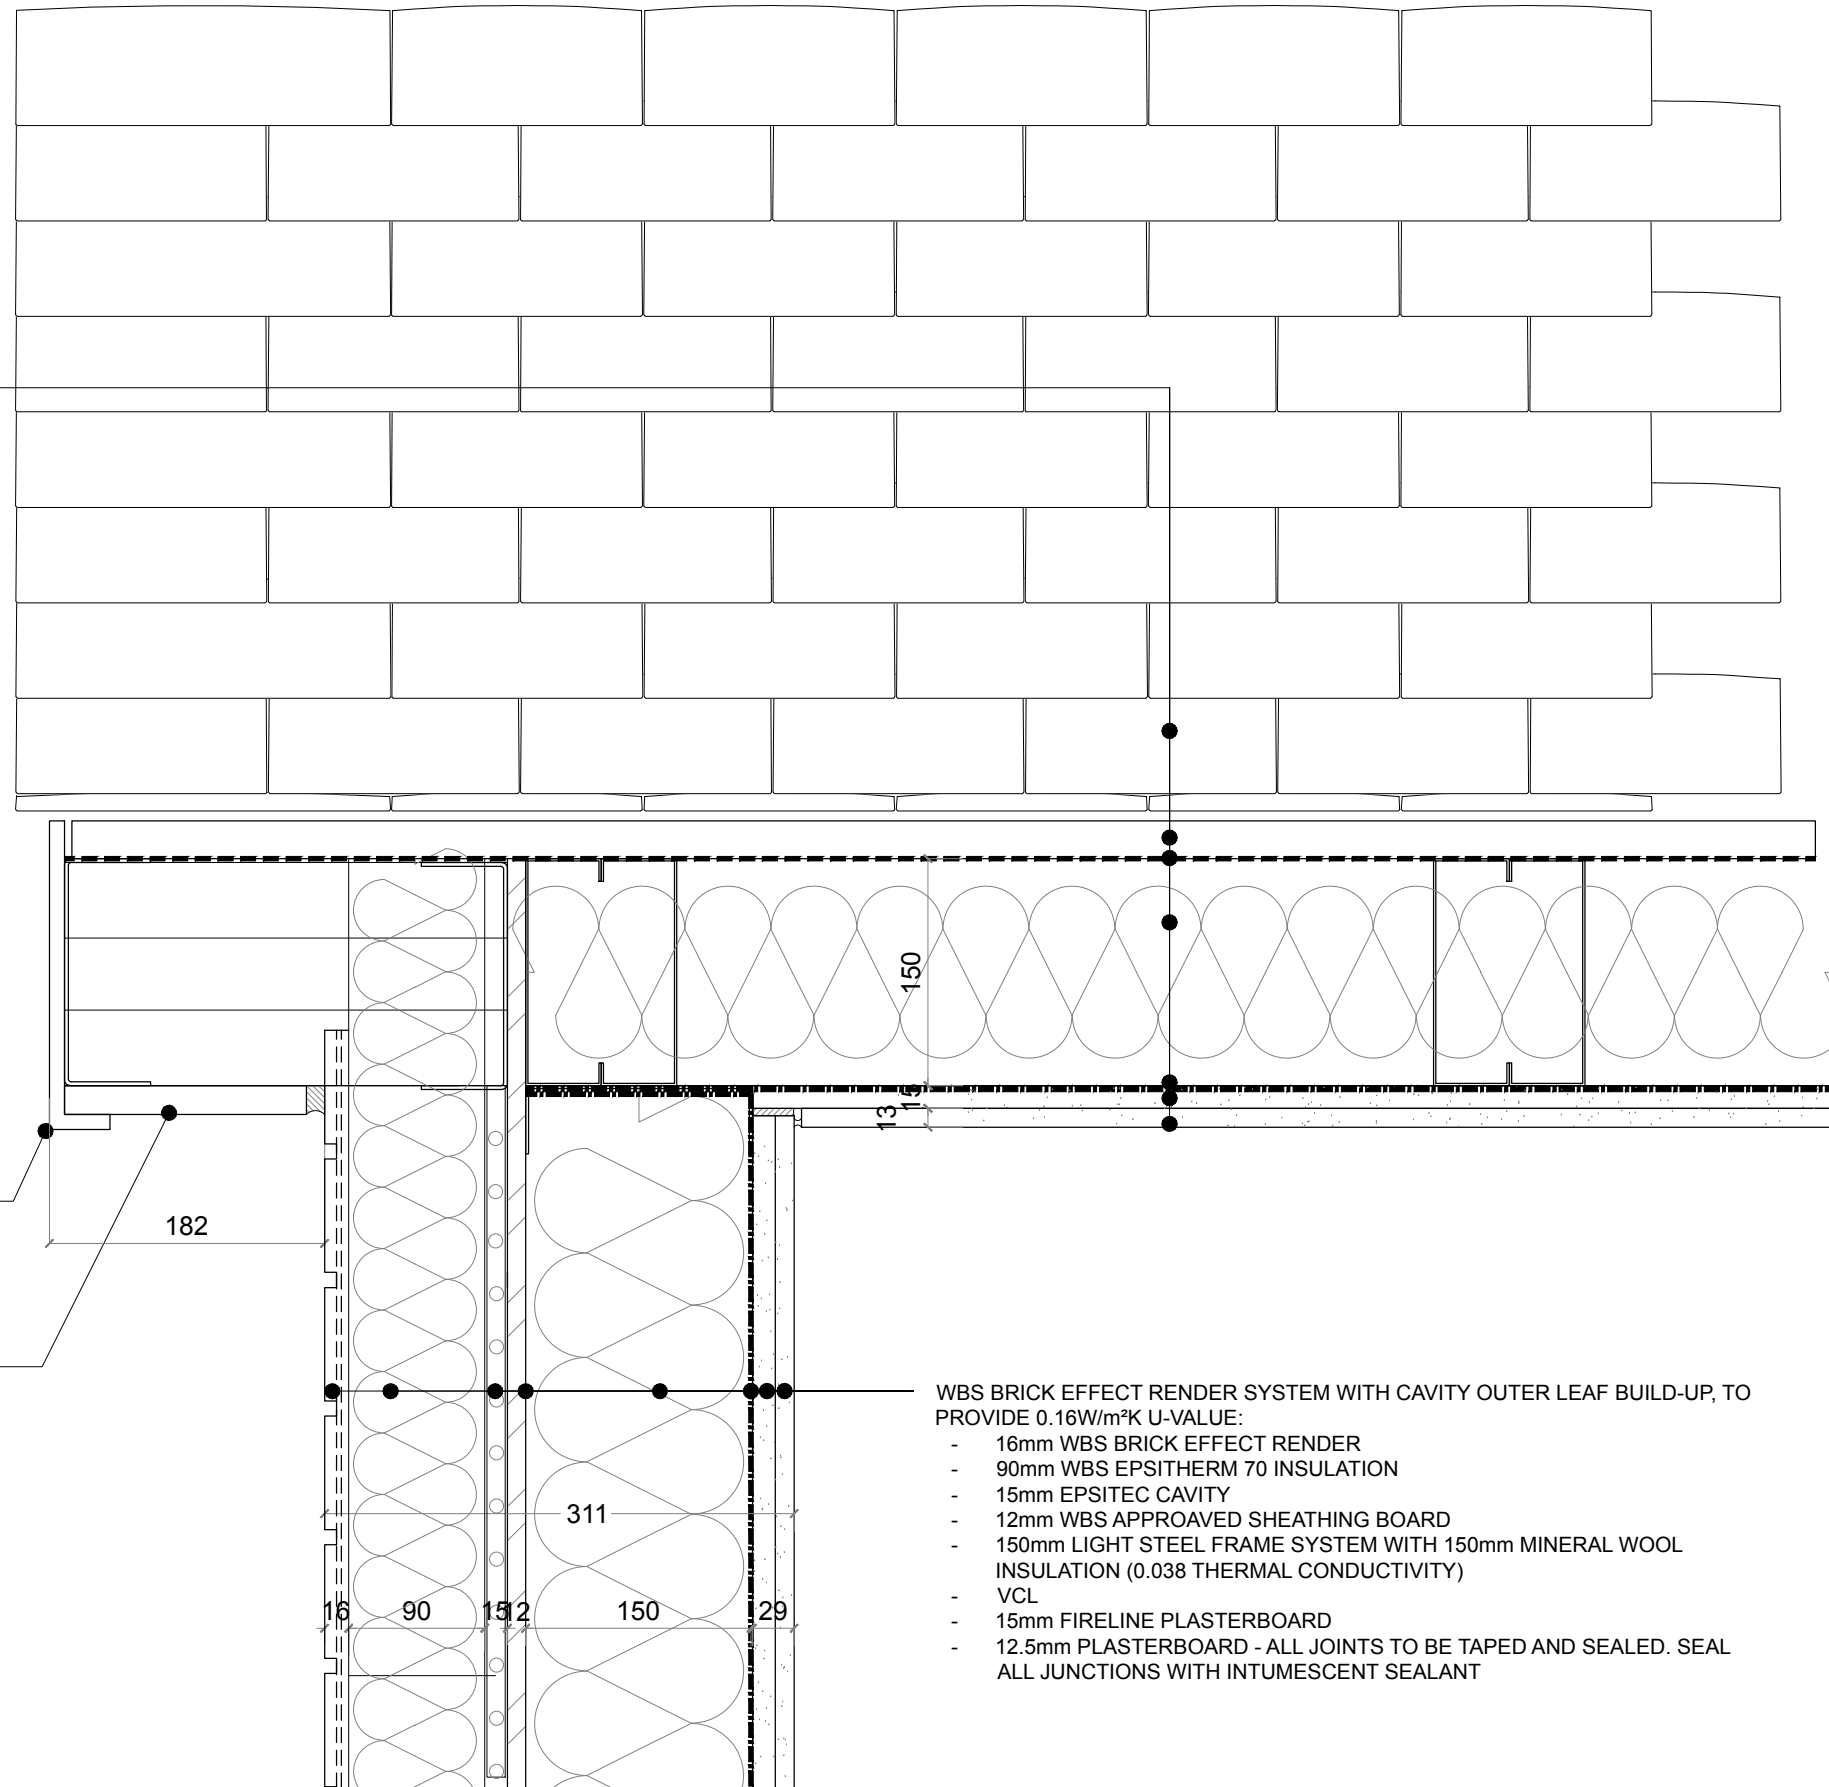 150
15
13
182
WBS BRICK EFFECT RENDER SYSTEM WITH CAVITY OUTER LEAF BUILD-UP, TO
PROVIDE 0.16W/m²K U-VALUE:
- 16mm WBS BRICK EFFECT RENDER
- 90mm WBS EPSITHERM 70 INSULATION
- 15mm EPSITEC CAVITY
- 12mm WBS APPROAVED SHEATHING BOARD
- 150mm LIGHT STEEL FRAME SYSTEM WITH 150mm MINERAL WOOL
INSULATION (0.038 THERMAL CONDUCTIVITY)
- VCL
- 15mm FIRELINE PLASTERBOARD
- 12.5mm PLASTERBOARD - ALL JOINTS TO BE TAPED AND SEALED. SEAL
ALL JUNCTIONS WITH INTUMESCENT SEALANT
311
16 90 15 12 150 29